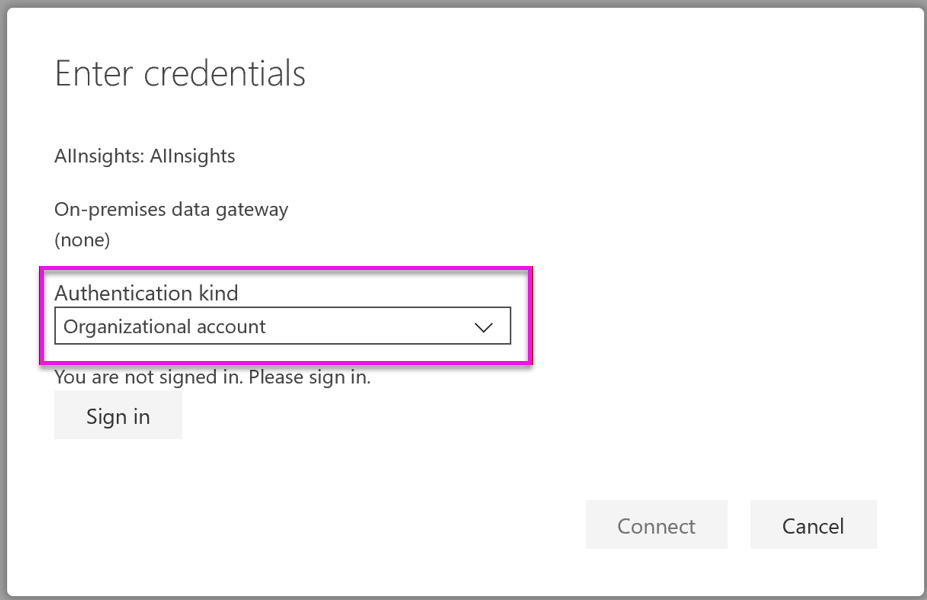 Enter credentials
AIInsights: AIInsights
On-premises data gateway
(none)
Authentication kind
Organizational account
You are not signed in. Please sign in.
Sign in
Connect
Cancel